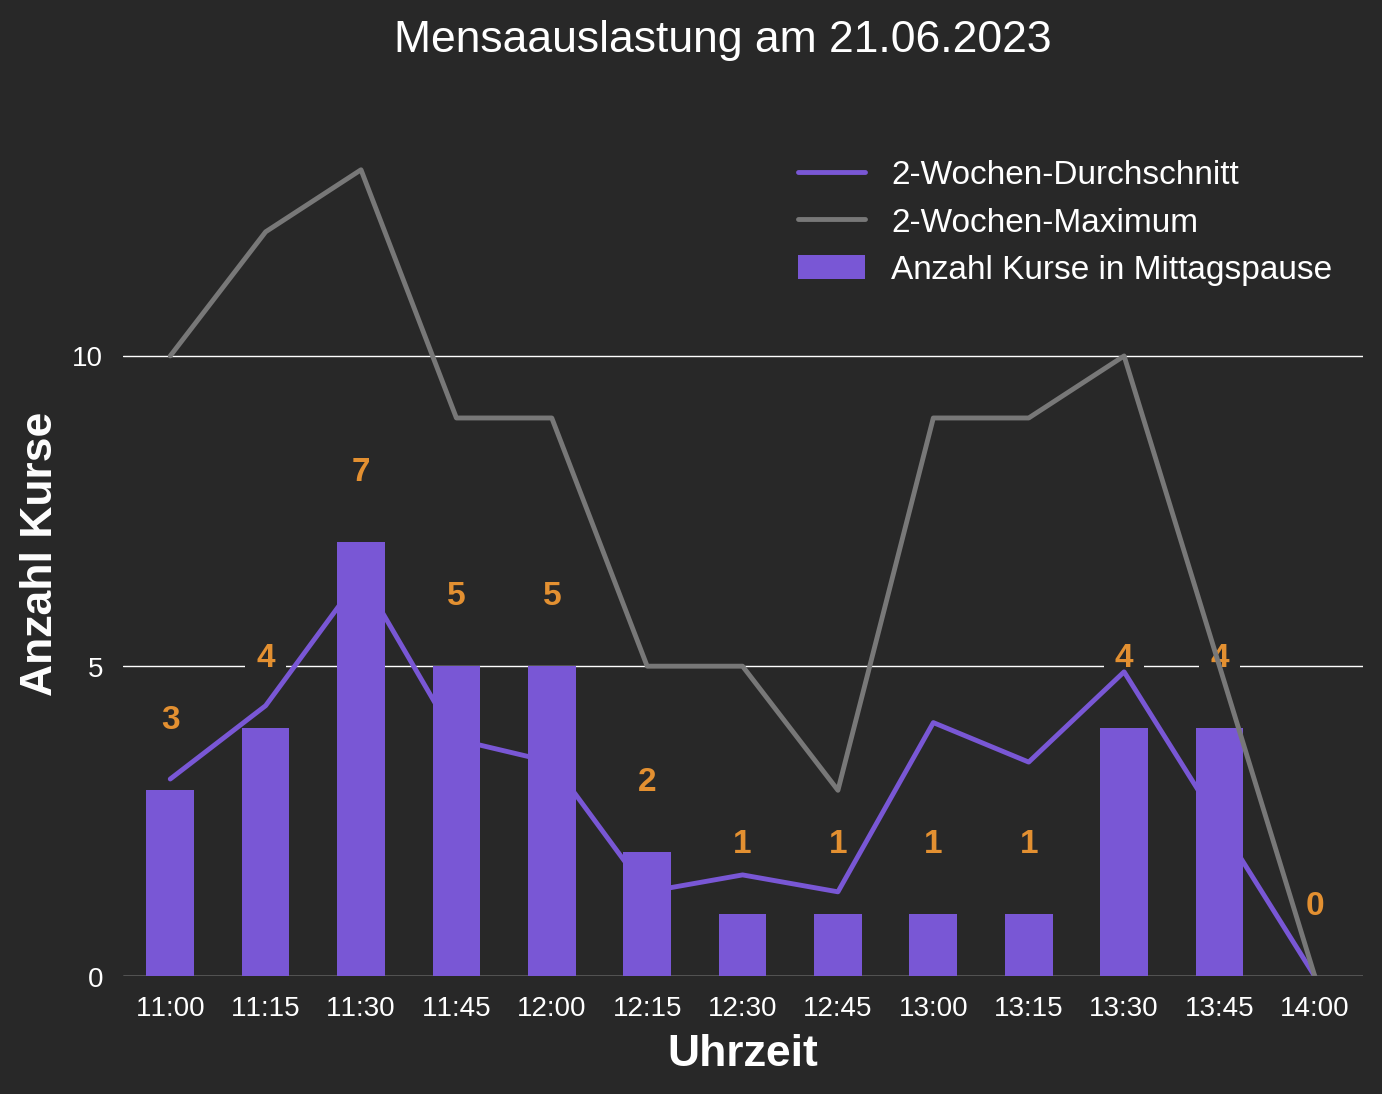 Mensaauslastung am 21.06.2023
2-Wochen-Durchschnitt
2-Wochen-Maximum
Anzahl Kurse in Mittagspause
Anzahl Kurse
10
5
0
3
4
7
5
5
2
1
1
1
1
4
4
0
11:00 11:15 11:30 11:45 12:00 12:15 12:30 12:45 13:00 13:15 13:30 13:45 14:00
Uhrzeit